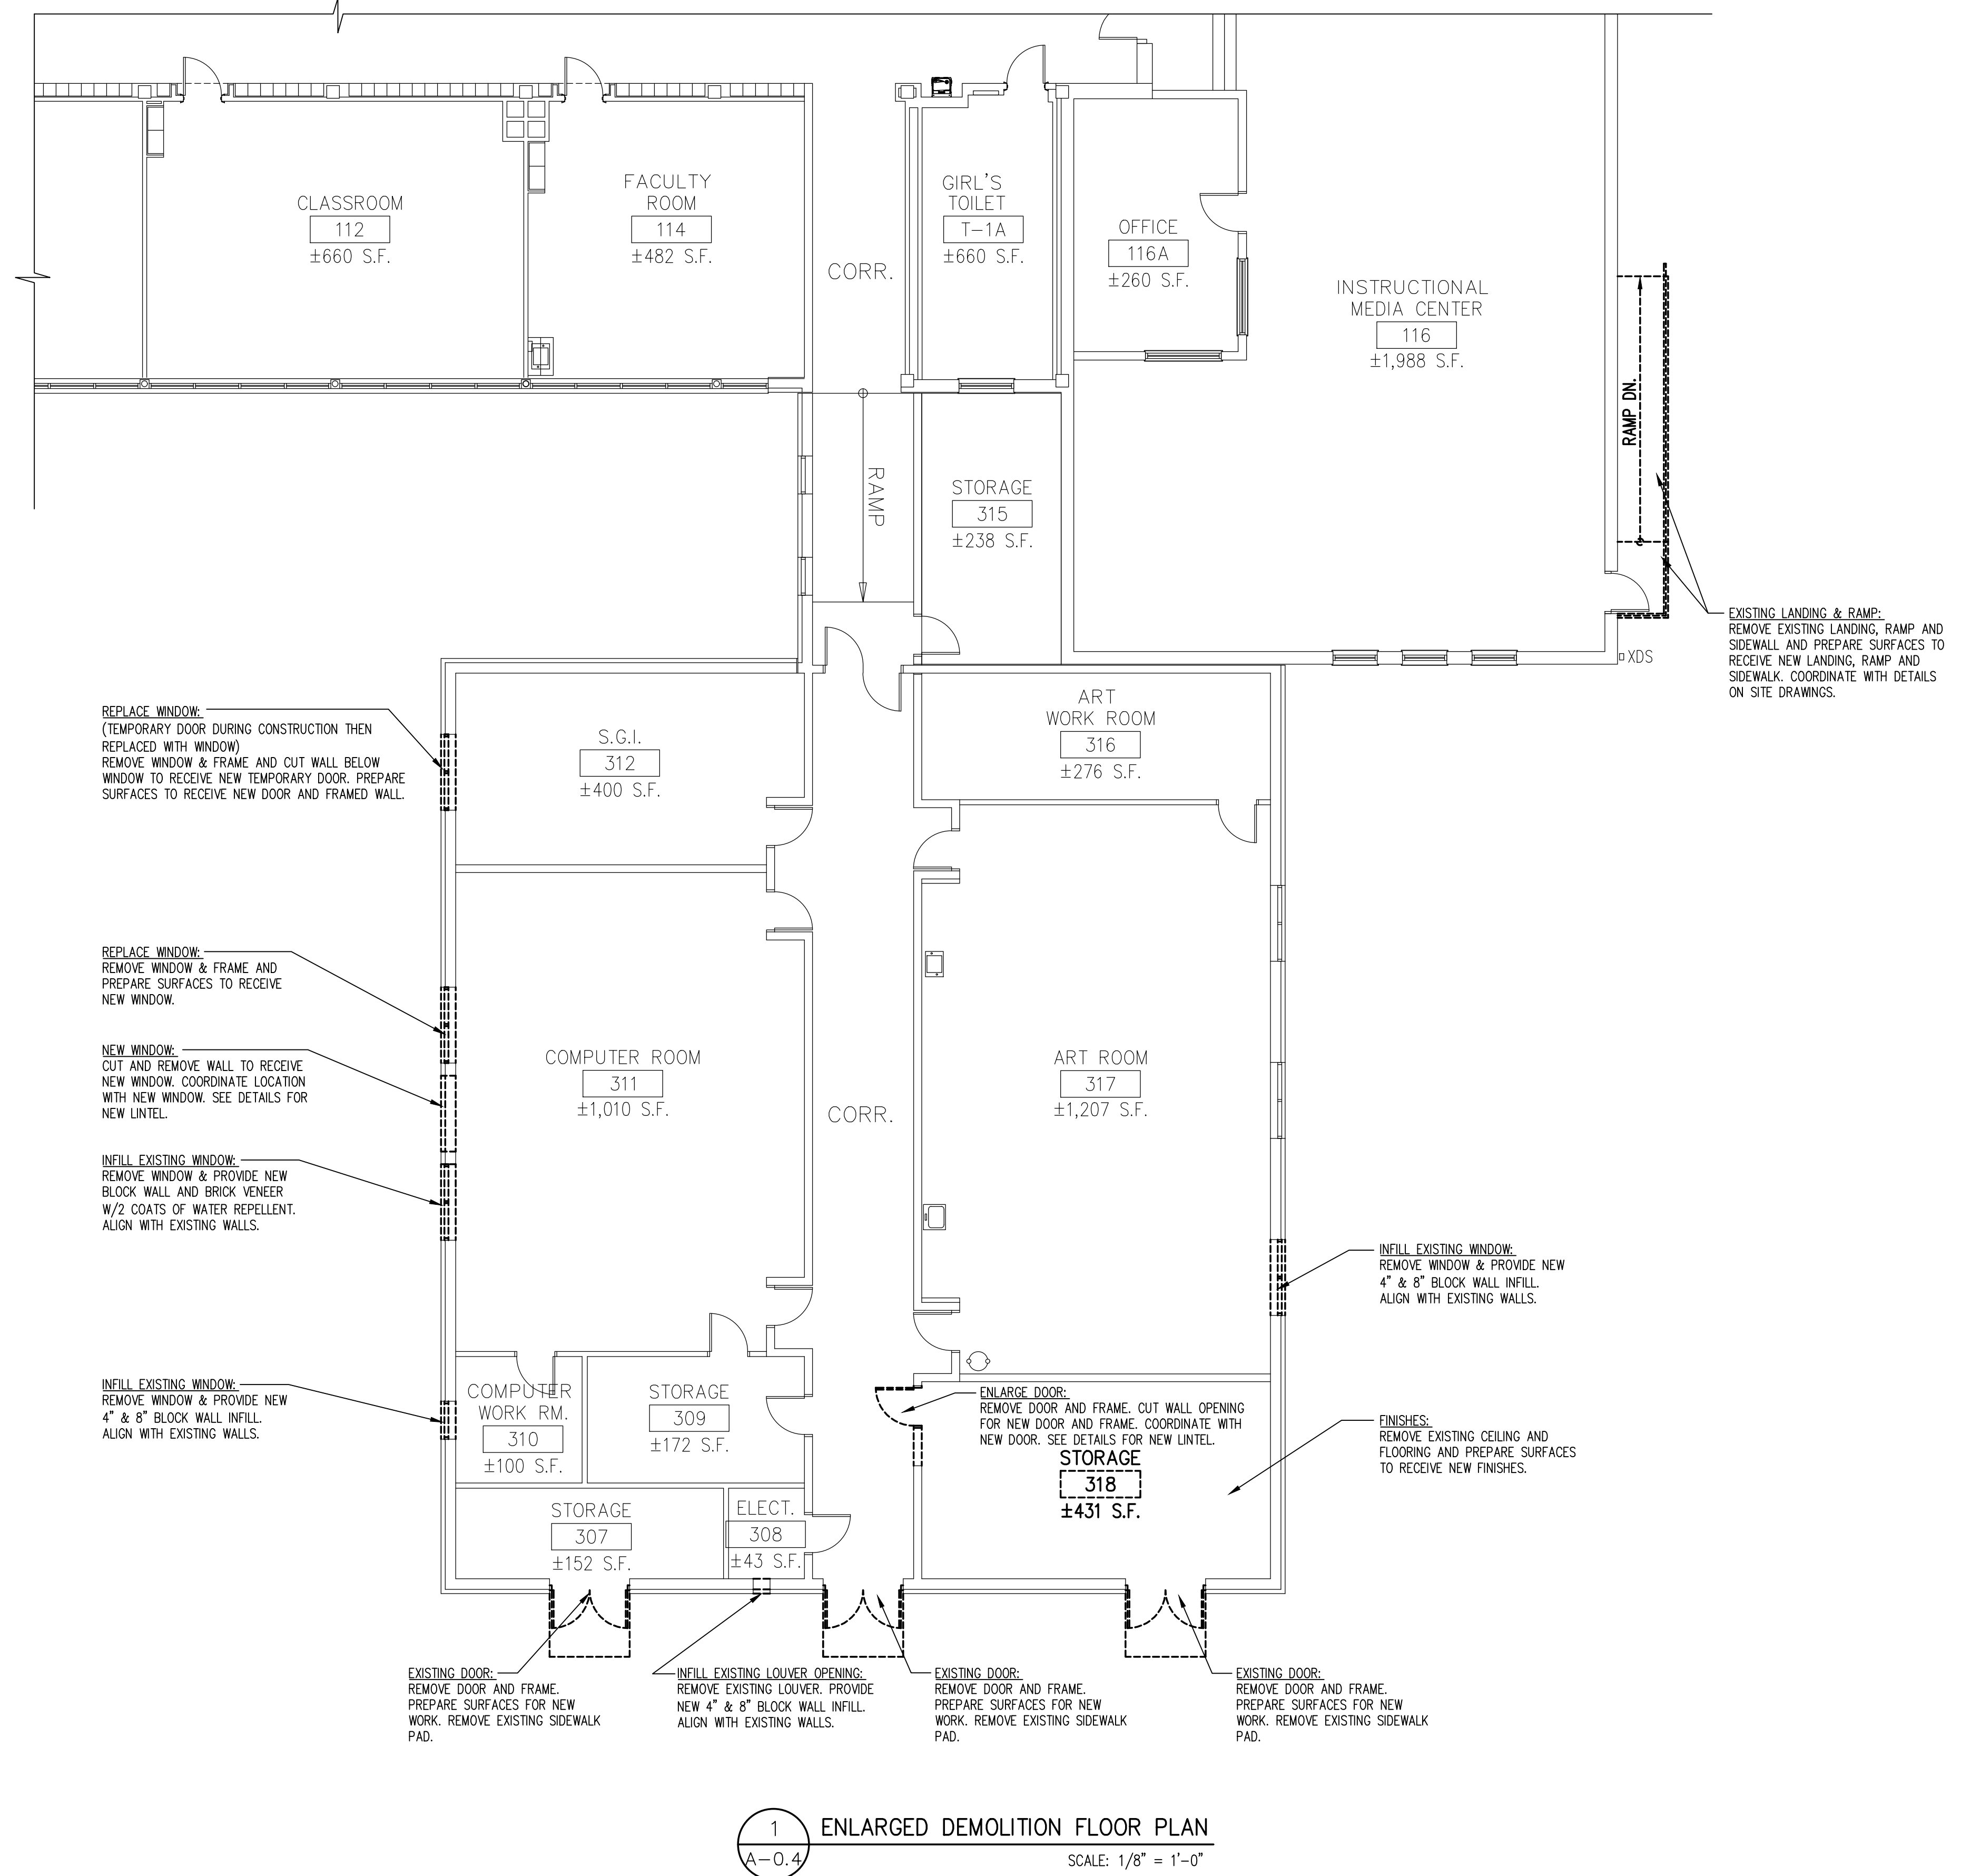 CLASSROOM
112
±660 S.F.
FACULTY
ROOM
114
±482 S.F.
CORR.
GIRL'S
TOILET
T-1A
±660 S.F.
OFFICE
116A
±260 S.F.
INSTRUCTIONAL
MEDIA CENTER
116
±1,988 S.F.
RAMP DN.
RAMP
STORAGE
315
±238 S.F.
EXISTING LANDING & RAMP:
REMOVE EXISTING LANDING, RAMP AND
SIDEWALL AND PREPARE SURFACES TO
RECEIVE NEW LANDING, RAMP AND
SIDEWALK. COORDINATE WITH DETAILS
ON SITE DRAWINGS.
XDS
REPLACE WINDOW:
(TEMPORARY DOOR DURING CONSTRUCTION THEN
REPLACED WITH WINDOW)
REMOVE WINDOW & FRAME AND CUT WALL BELOW
WINDOW TO RECEIVE NEW TEMPORARY DOOR. PREPARE
SURFACES TO RECEIVE NEW DOOR AND FRAMED WALL.
S.G.I.
312
±400 S.F.
ART
WORK ROOM
316
±276 S.F.
REPLACE WINDOW:
REMOVE WINDOW & FRAME AND
PREPARE SURFACES TO RECEIVE
NEW WINDOW.
NEW WINDOW:
CUT AND REMOVE WALL TO RECEIVE
NEW WINDOW. COORDINATE LOCATION
WITH NEW WINDOW. SEE DETAILS FOR
NEW LINTEL.
COMPUTER ROOM
311
±1,010 S.F.
CORR.
ART ROOM
317
±1,207 S.F.
INFILL EXISTING WINDOW:
REMOVE WINDOW & PROVIDE NEW
BLOCK WALL AND BRICK VENEER
W/2 COATS OF WATER REPELLENT.
ALIGN WITH EXISTING WALLS.
INFILL EXISTING WINDOW:
REMOVE WINDOW & PROVIDE NEW
4" & 8" BLOCK WALL INFILL.
ALIGN WITH EXISTING WALLS.
INFILL EXISTING WINDOW:
REMOVE WINDOW & PROVIDE NEW
4" & 8" BLOCK WALL INFILL.
ALIGN WITH EXISTING WALLS.
COMPUTER
WORK RM.
310
±100 S.F.
STORAGE
309
±172 S.F.
ENLARGE DOOR:
REMOVE DOOR AND FRAME. CUT WALL OPENING
FOR NEW DOOR AND FRAME. COORDINATE WITH
NEW DOOR. SEE DETAILS FOR NEW LINTEL.
STORAGE
318
±431 S.F.
FINISHES:
REMOVE EXISTING CEILING AND
FLOORING AND PREPARE SURFACES
TO RECEIVE NEW FINISHES.
STORAGE
307
±152 S.F.
ELECT.
308
±43 S.F.
EXISTING DOOR:
REMOVE DOOR AND FRAME.
PREPARE SURFACES FOR NEW
WORK. REMOVE EXISTING SIDEWALK
PAD.
INFILL EXISTING LOUVER OPENING:
REMOVE EXISTING LOUVER. PROVIDE
NEW 4" & 8" BLOCK WALL INFILL.
ALIGN WITH EXISTING WALLS.
EXISTING DOOR:
REMOVE DOOR AND FRAME.
PREPARE SURFACES FOR NEW
WORK. REMOVE EXISTING SIDEWALK
PAD.
EXISTING DOOR:
REMOVE DOOR AND FRAME.
PREPARE SURFACES FOR NEW
WORK. REMOVE EXISTING SIDEWALK
PAD.
1
A-0.4
ENLARGED DEMOLITION FLOOR PLAN
SCALE: 1/8" = 1'-0"